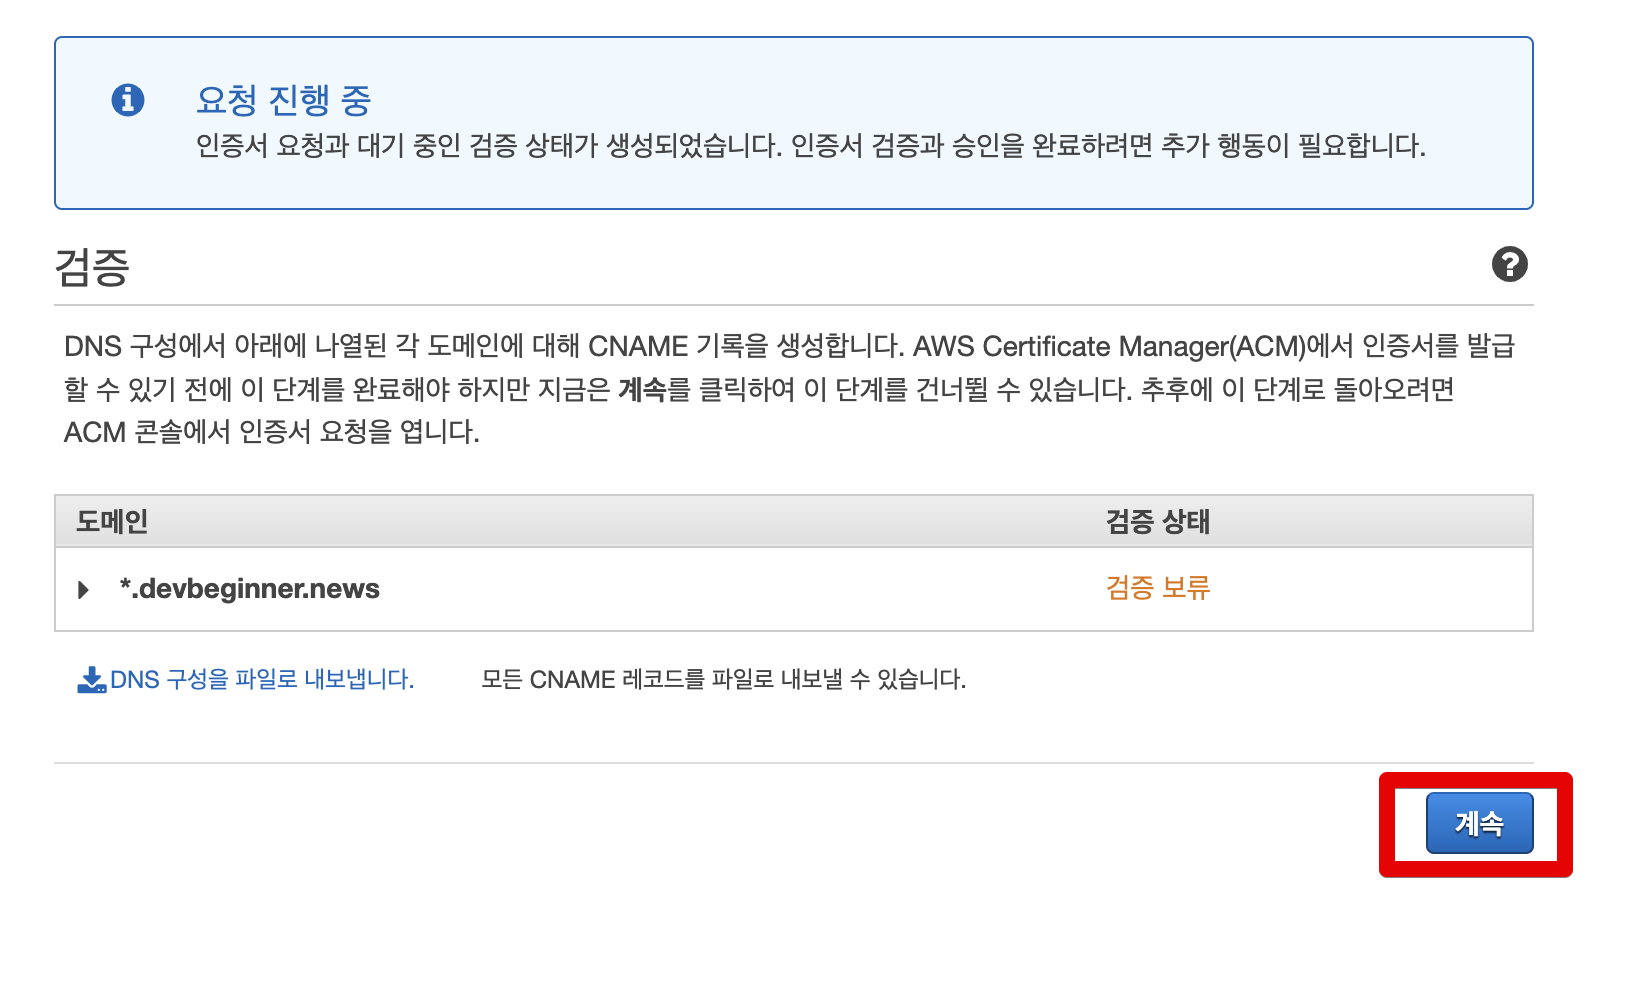 요청 진행 중
인증서 요청과 대기 중인 검증 상태가 생성되었습니다. 인증서 검증과 승인을 완료하려면 추가 행동이 필요합니다.
검증
DNS 구성에서 아래에 나열된 각 도메인에 대해 CNAME 기록을 생성합니다. AWS Certificate Manager(ACM)에서 인증서를 발급
할 수 있기 전에 이 단계를 완료해야 하지만 지금은 계속를 클릭하여 이 단계를 건너뛸 수 있습니다. 추후에 이 단계로 돌아오려면
ACM 콘솔에서 인증서 요청을 엽니다.
도메인 검증 상태
*.devbeginner.news 검증 보류
DNS 구성을 파일로 내보냅니다. 모든 CNAME 레코드를 파일로 내보낼 수 있습니다.
계속